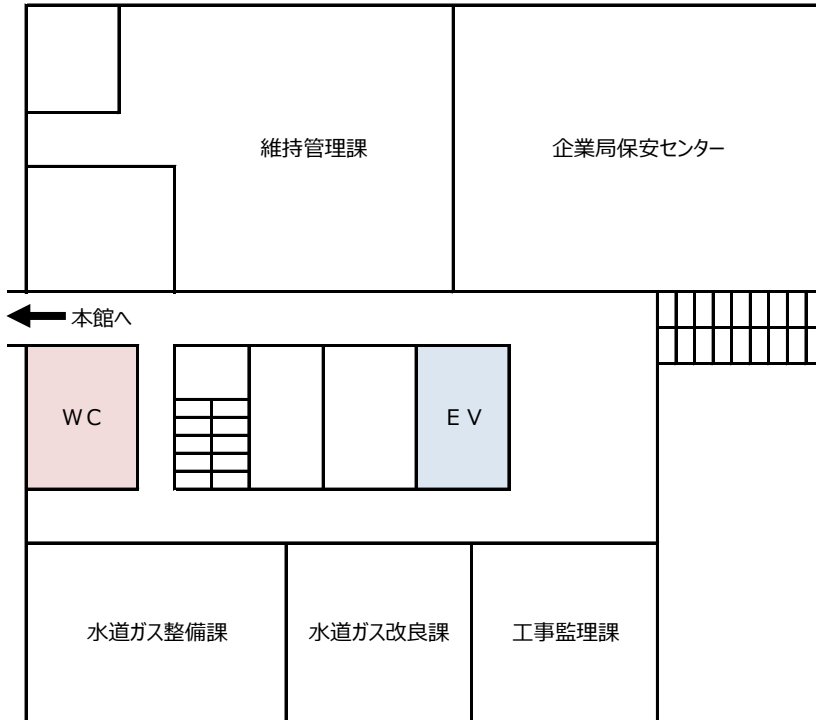 維持管理課
企業局保安センター
本館へ
WC
EV
水道ガス整備課
水道ガス改良課
工事監理課